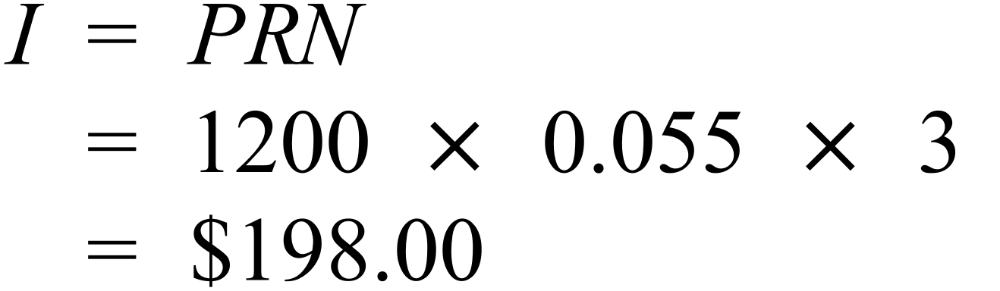 I = PRN
= 1200 × 0.055 × 3
= $198.00